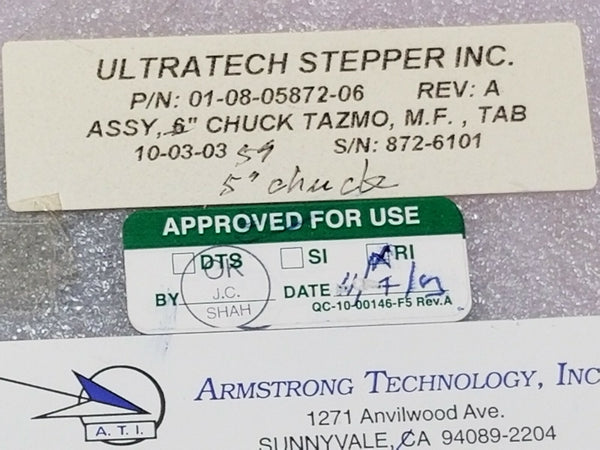 ULTRATECH STEPPER INC.
P/N: 01-08-05872-06 REV: A
ASSY, 6" CHUCK TAZMO, M.F. , TAB
10-03-03 59 S/N: 872-6101
5" chuck
APPROVED FOR USE
DTS SI RI
OK
BY J.C. DATE
SHAH
QC-10-00146-F5 Rev.A
A.T.I.
ARMSTRONG TECHNOLOGY, INC
1271 Anvilwood Ave.
SUNNYVALE, CA 94089-2204